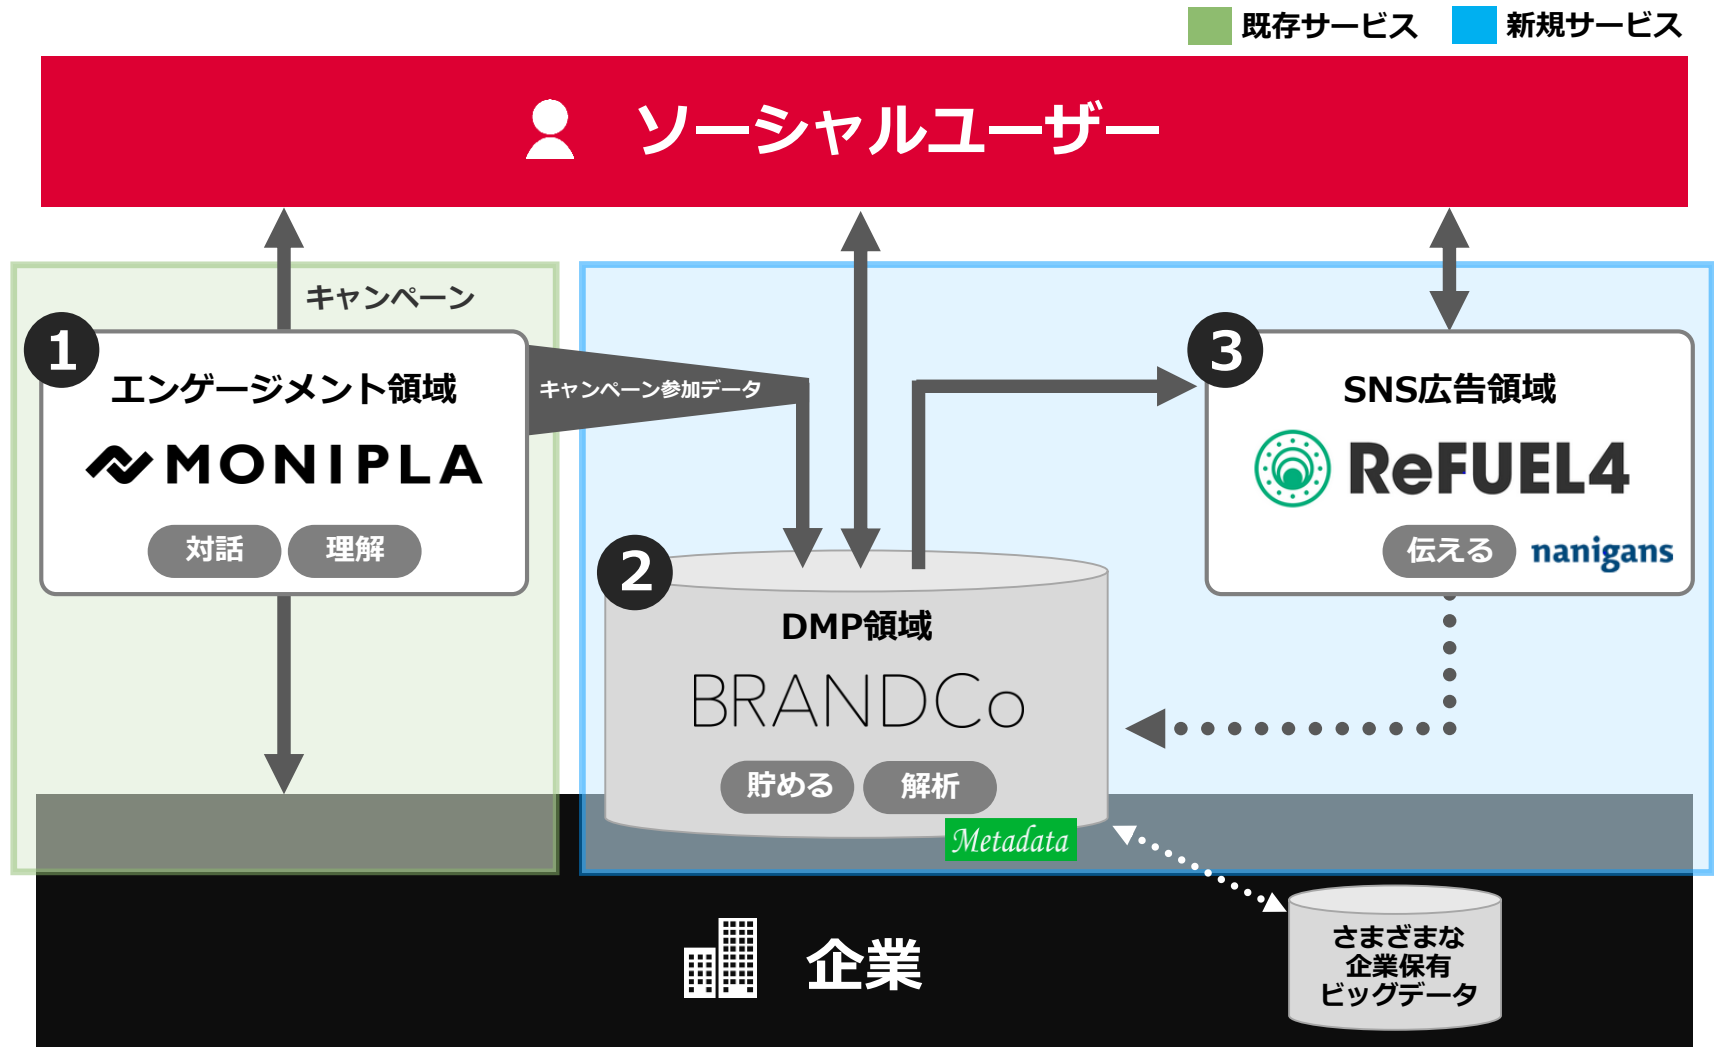 既存サービス
新規サービス
ソーシャルユーザー
キャンペーン
1
エンゲージメント領域
MONIPLA
対話
理解
キャンペーン参加データ
2
DMP領域
BRANDCo
貯める
解析
Metadata
3
SNS広告領域
ReFUEL4
伝える
nanigans
企業
さまざまな
企業保有
ビッグデータ